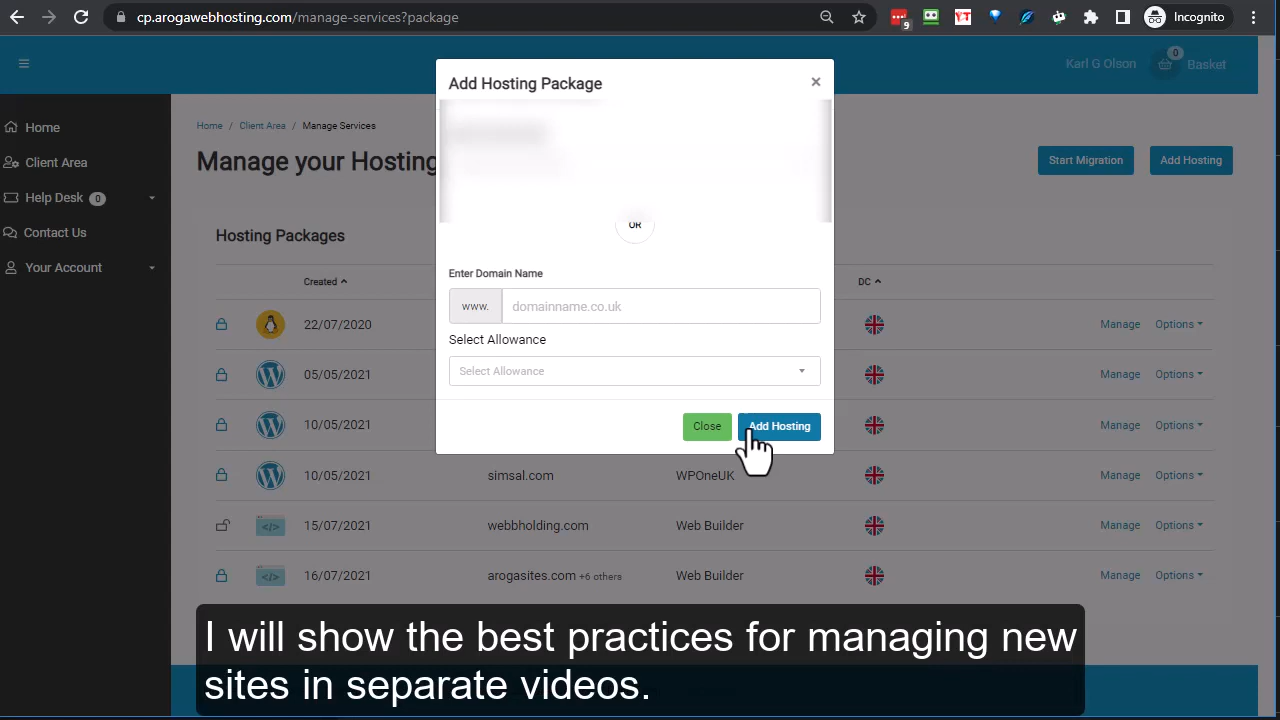 cp.arogawebhosting.com/manage-services?package
9
Incognito
Karl G Olson
0
Basket
Home
Client Area
Help Desk 0
Contact Us
Your Account
Home / Client Area / Manage Services
Manage your Hosting
Start Migration
Add Hosting
Hosting Packages
Created
DC
22/07/2020
Manage Options
05/05/2021
Manage Options
10/05/2021
Manage Options
10/05/2021 simsal.com WPOneUK Manage Options
15/07/2021 webbholding.com Web Builder Manage Options
16/07/2021 arogasites.com +6 others Web Builder Manage Options
Add Hosting Package ×
OR
Enter Domain Name
www. domainname.co.uk
Select Allowance
Select Allowance
Close Add Hosting
I will show the best practices for managing new
sites in separate videos.